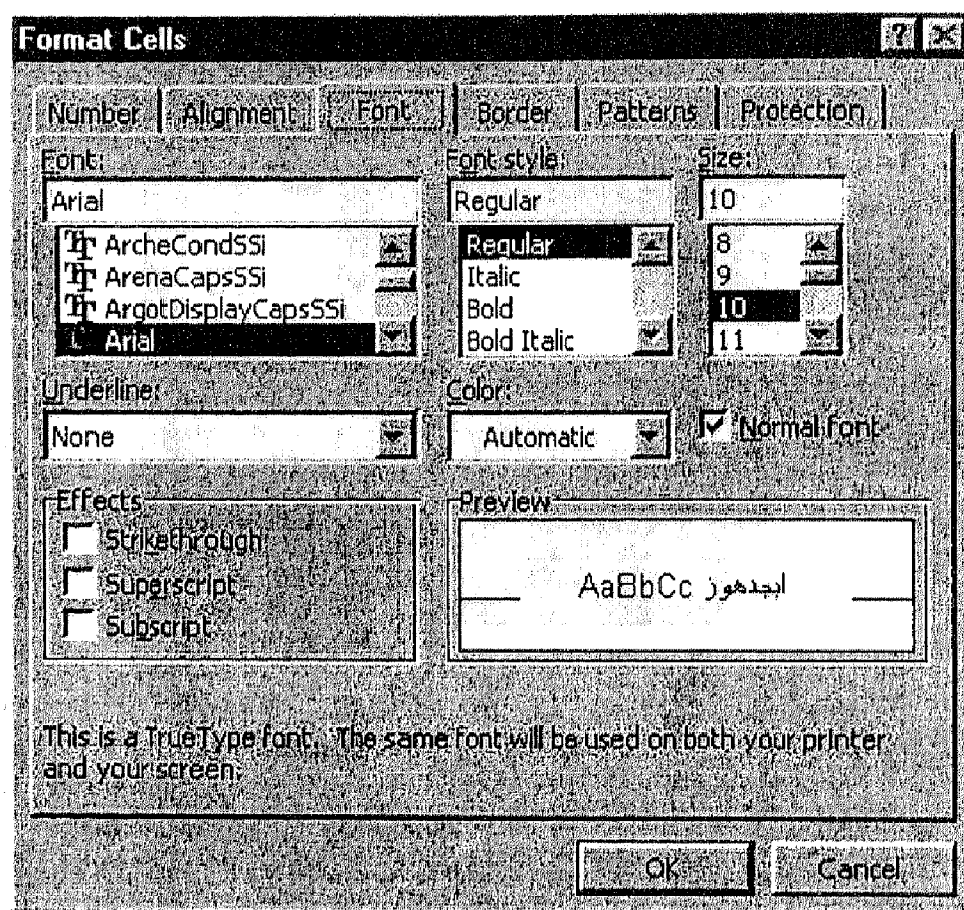 Format Cells
Number Alignment Font Border Patterns Protection
Font: Font style: Size:
Arial Regular 10
ArcheCondSSi Regular 8
ArenaCapsSSi Italic 9
ArgotDisplayCapsSSi Bold 10
Arial Bold Italic 11
Underline: Color:
None Automatic Normal font
Effects Preview
Strikethrough
Superscript AaBbCc ابجدهوز
Subscript
This is a TrueType font. The same font will be used on both your printer
and your screen.
OK Cancel